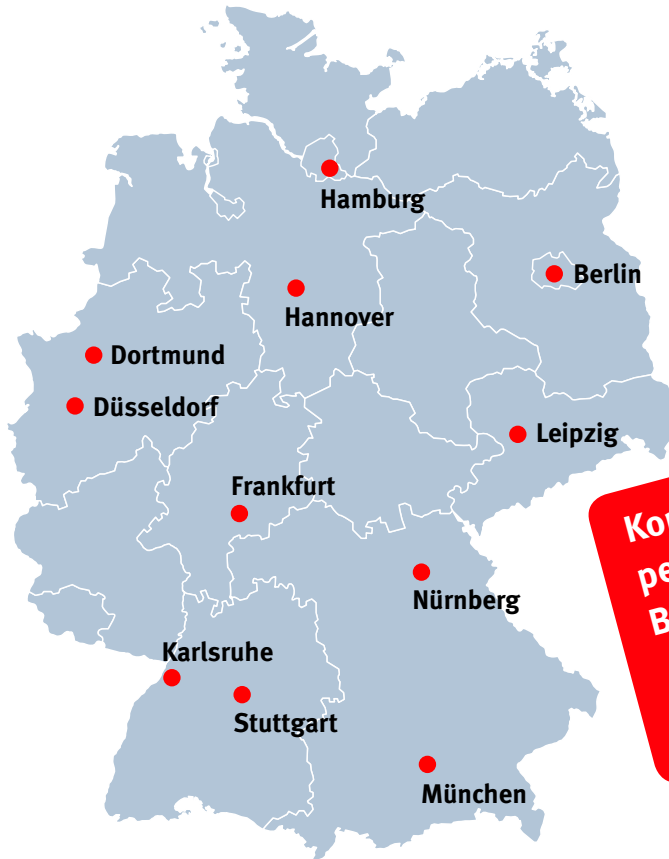 Hamburg
Berlin
Hannover
Dortmund
Düsseldorf
Leipzig
Frankfurt
Nürnberg
Karlsruhe
Stuttgart
München